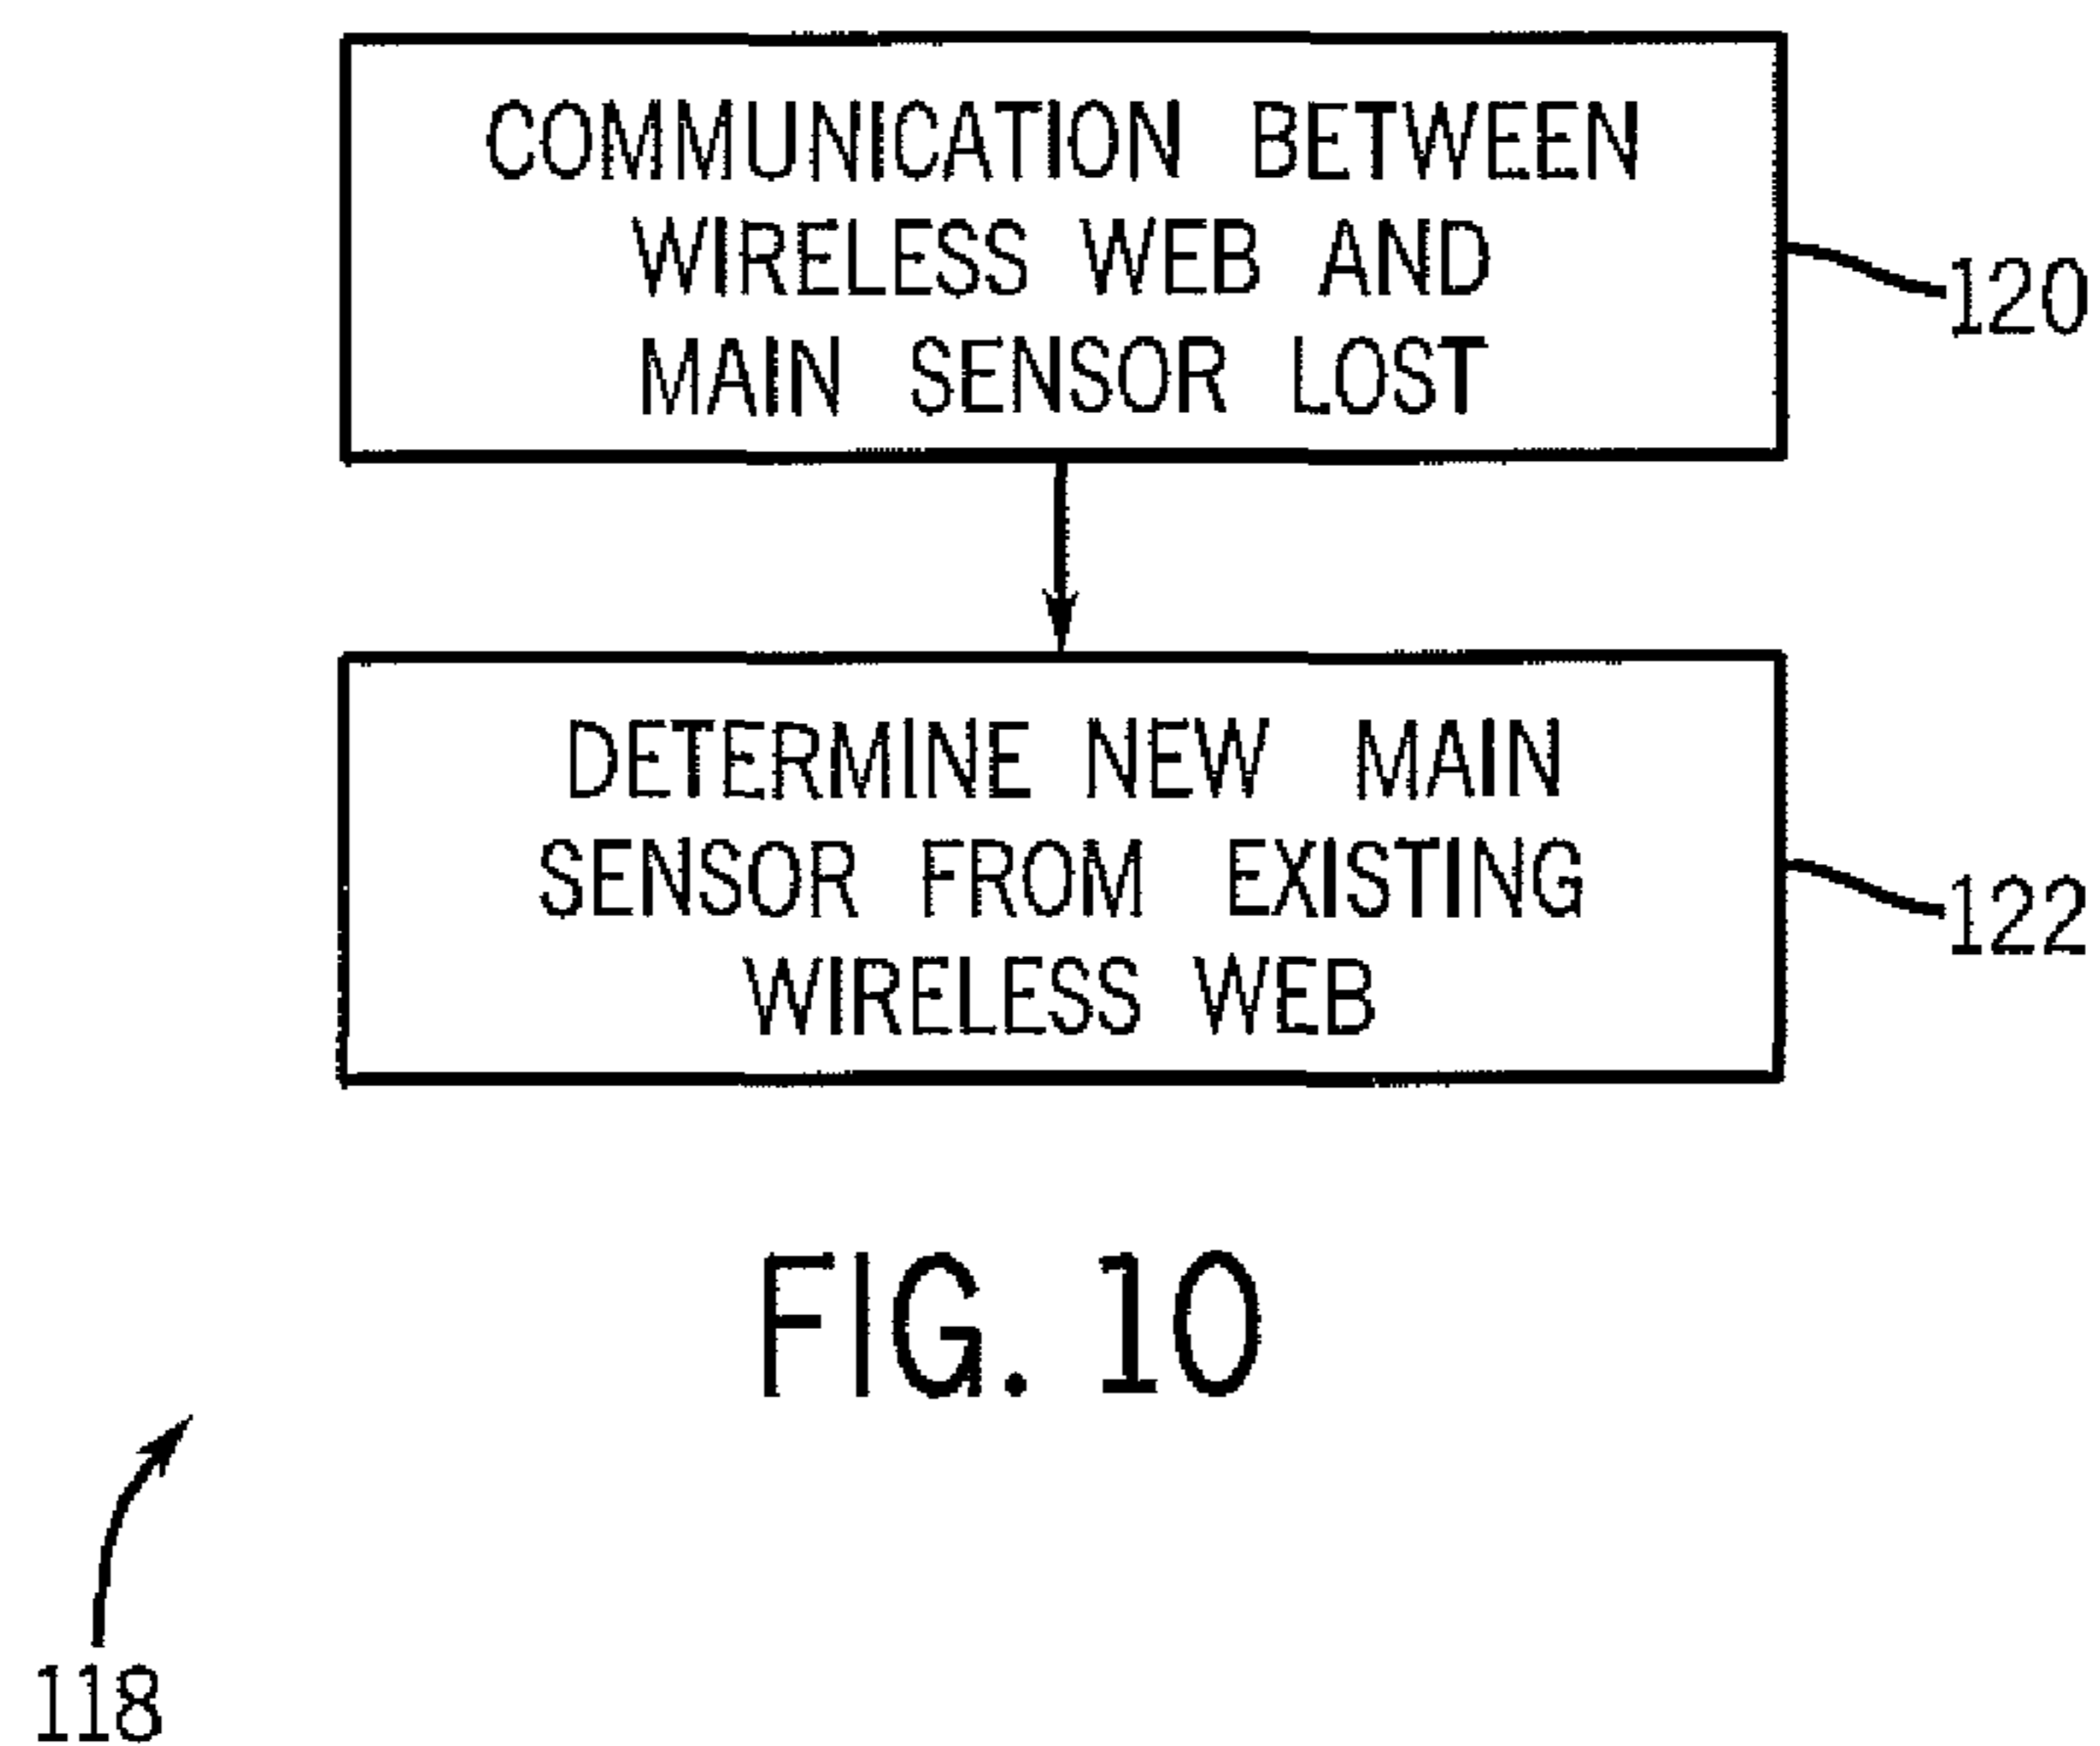 COMMUNICATION BETWEEN
WIRELESS WEB AND
MAIN SENSOR LOST
120
DETERMINE NEW MAIN
SENSOR FROM EXISTING
WIRELESS WEB
122
FIG. 10
118